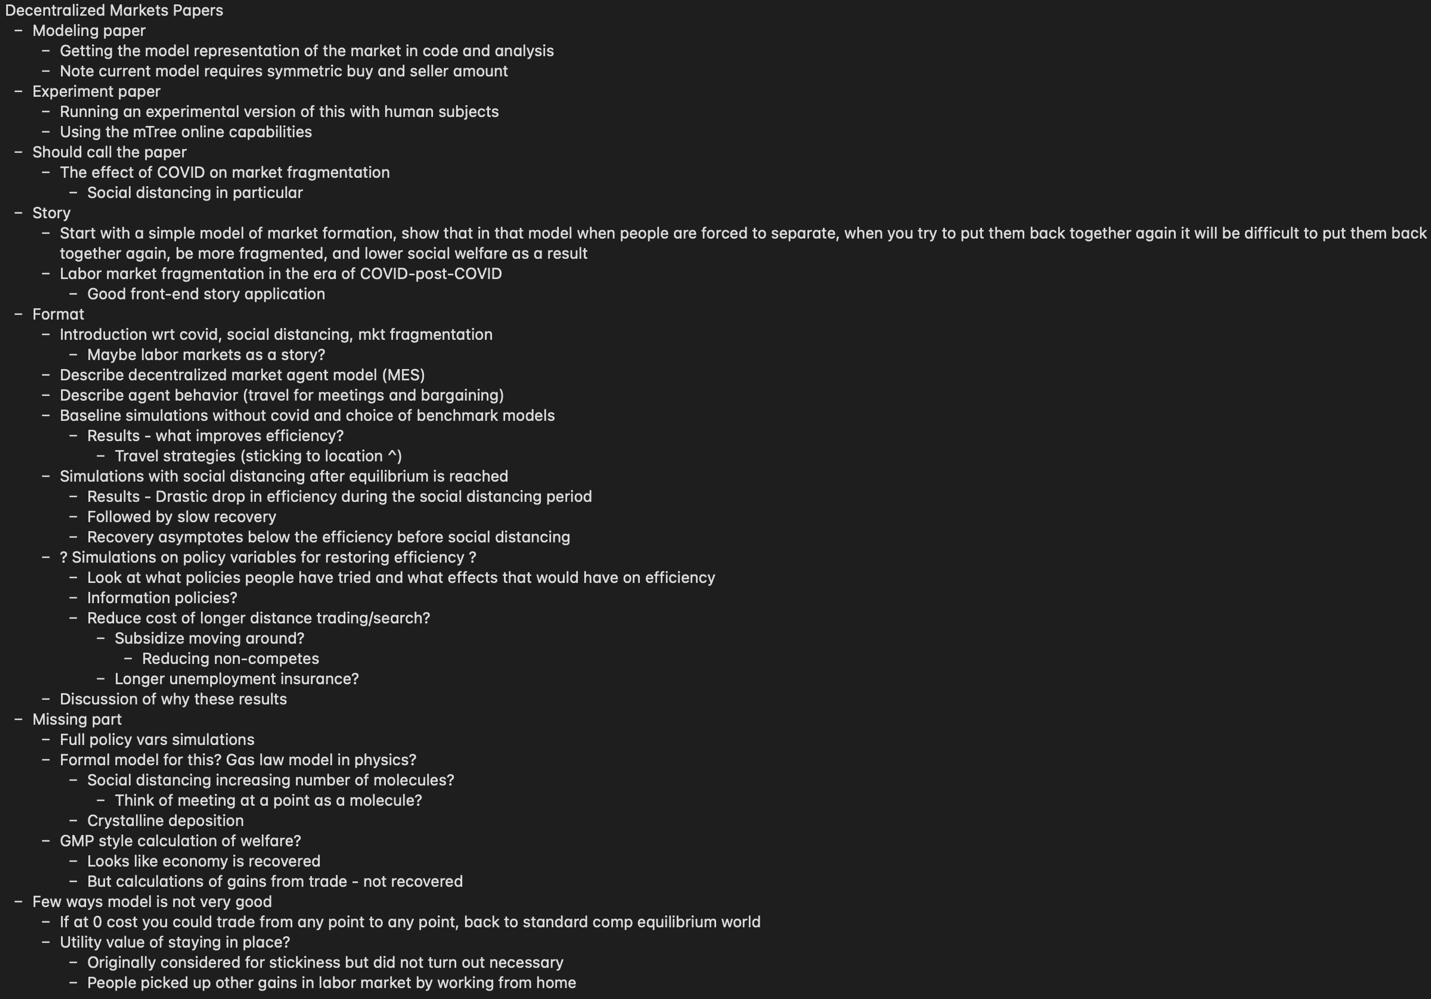 Decentralized Markets Papers
– Modeling paper
– Getting the model representation of the market in code and analysis
– Note current model requires symmetric buy and seller amount
– Experiment paper
– Running an experimental version of this with human subjects
– Using the mTree online capabilities
– Should call the paper
– The effect of COVID on market fragmentation
– Social distancing in particular
– Story
– Start with a simple model of market formation, show that in that model when people are forced to separate, when you try to put them back together again it will be difficult to put them back
together again, be more fragmented, and lower social welfare as a result
– Labor market fragmentation in the era of COVID-post-COVID
– Good front-end story application
– Format
– Introduction wrt covid, social distancing, mkt fragmentation
– Maybe labor markets as a story?
– Describe decentralized market agent model (MES)
– Describe agent behavior (travel for meetings and bargaining)
– Baseline simulations without covid and choice of benchmark models
– Results - what improves efficiency?
– Travel strategies (sticking to location ^)
– Simulations with social distancing after equilibrium is reached
– Results - Drastic drop in efficiency during the social distancing period
– Followed by slow recovery
– Recovery asymptotes below the efficiency before social distancing
– ? Simulations on policy variables for restoring efficiency ?
– Look at what policies people have tried and what effects that would have on efficiency
– Information policies?
– Reduce cost of longer distance trading/search?
– Subsidize moving around?
– Reducing non-competes
– Longer unemployment insurance?
– Discussion of why these results
– Missing part
– Full policy vars simulations
– Formal model for this? Gas law model in physics?
– Social distancing increasing number of molecules?
– Think of meeting at a point as a molecule?
– Crystalline deposition
– GMP style calculation of welfare?
– Looks like economy is recovered
– But calculations of gains from trade - not recovered
– Few ways model is not very good
– If at 0 cost you could trade from any point to any point, back to standard comp equilibrium world
– Utility value of staying in place?
– Originally considered for stickiness but did not turn out necessary
– People picked up other gains in labor market by working from home